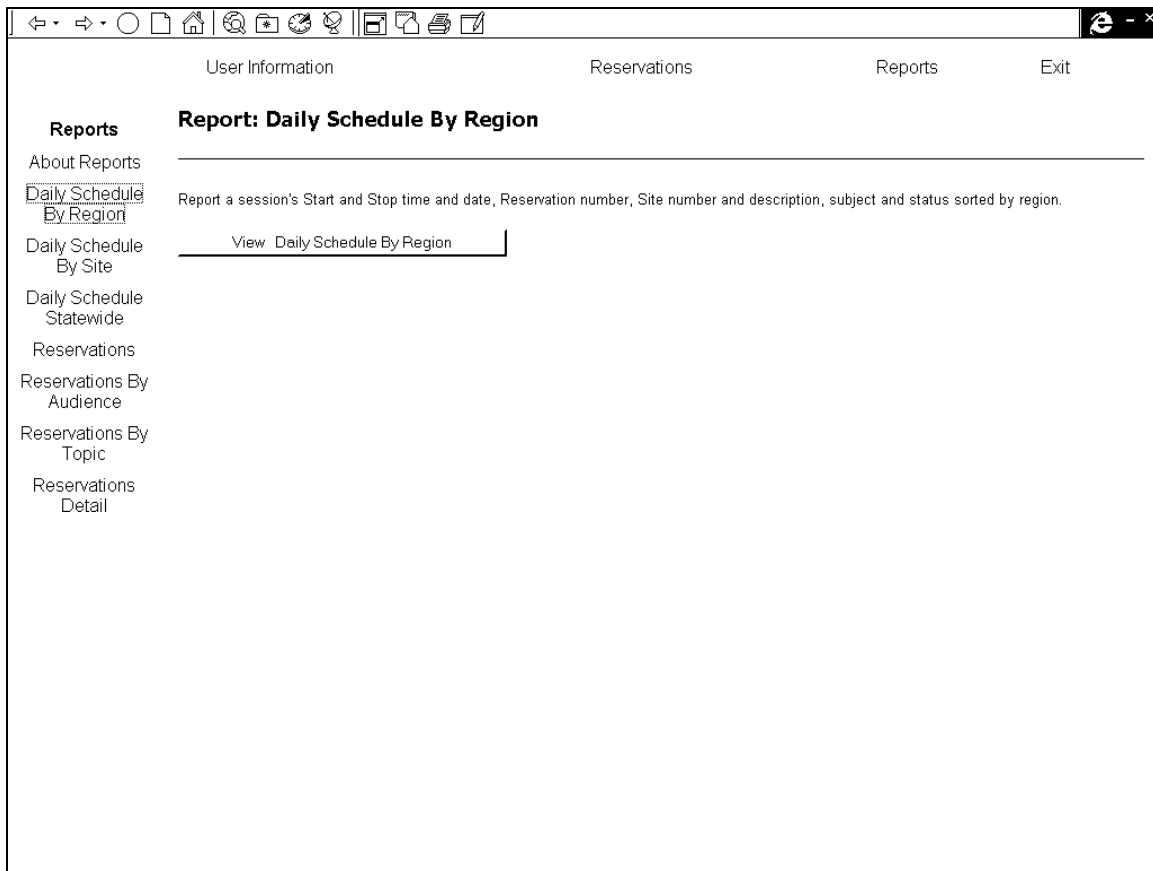 User Information Reservations Reports Exit
Reports
About Reports
Daily Schedule
By Region
Daily Schedule
By Site
Daily Schedule
Statewide
Reservations
Reservations By
Audience
Reservations By
Topic
Reservations
Detail
Report: Daily Schedule By Region
Report a session's Start and Stop time and date, Reservation number, Site number and description, subject and status sorted by region.
View Daily Schedule By Region